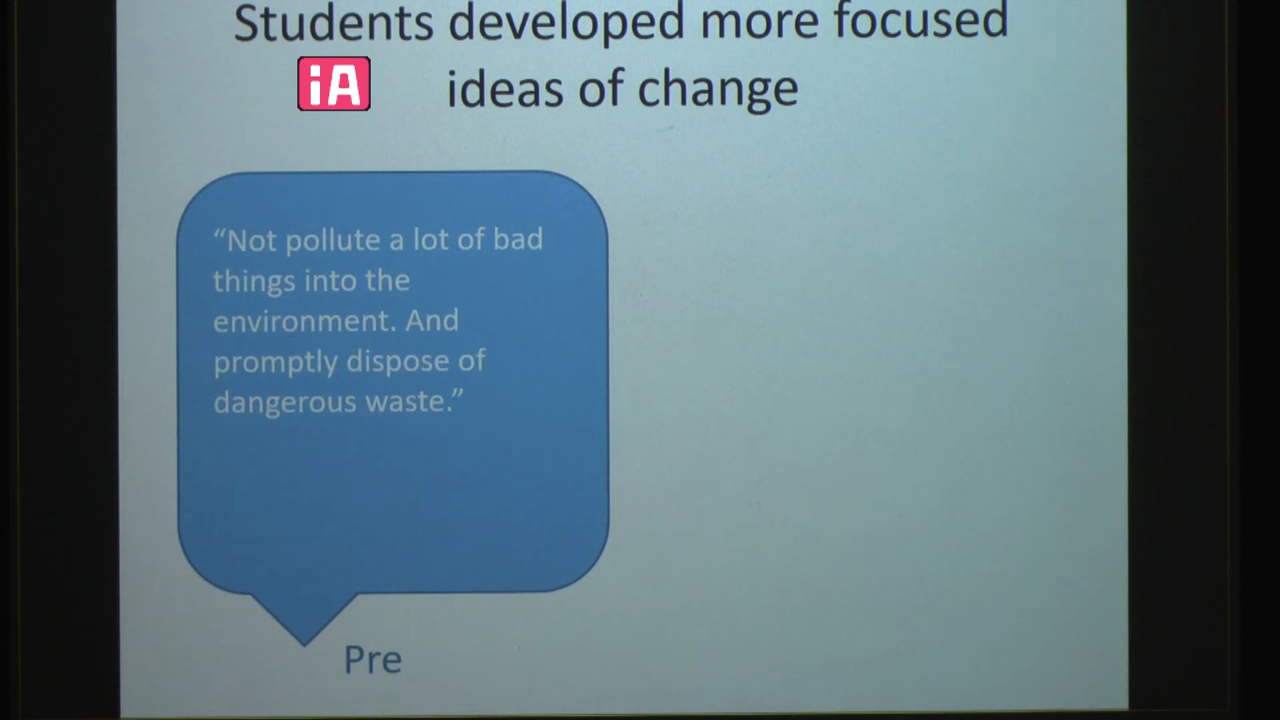 Students developed more focused
iA
ideas of change
“Not pollute a lot of bad
things into the
environment. And
promptly dispose of
dangerous waste.”
Pre